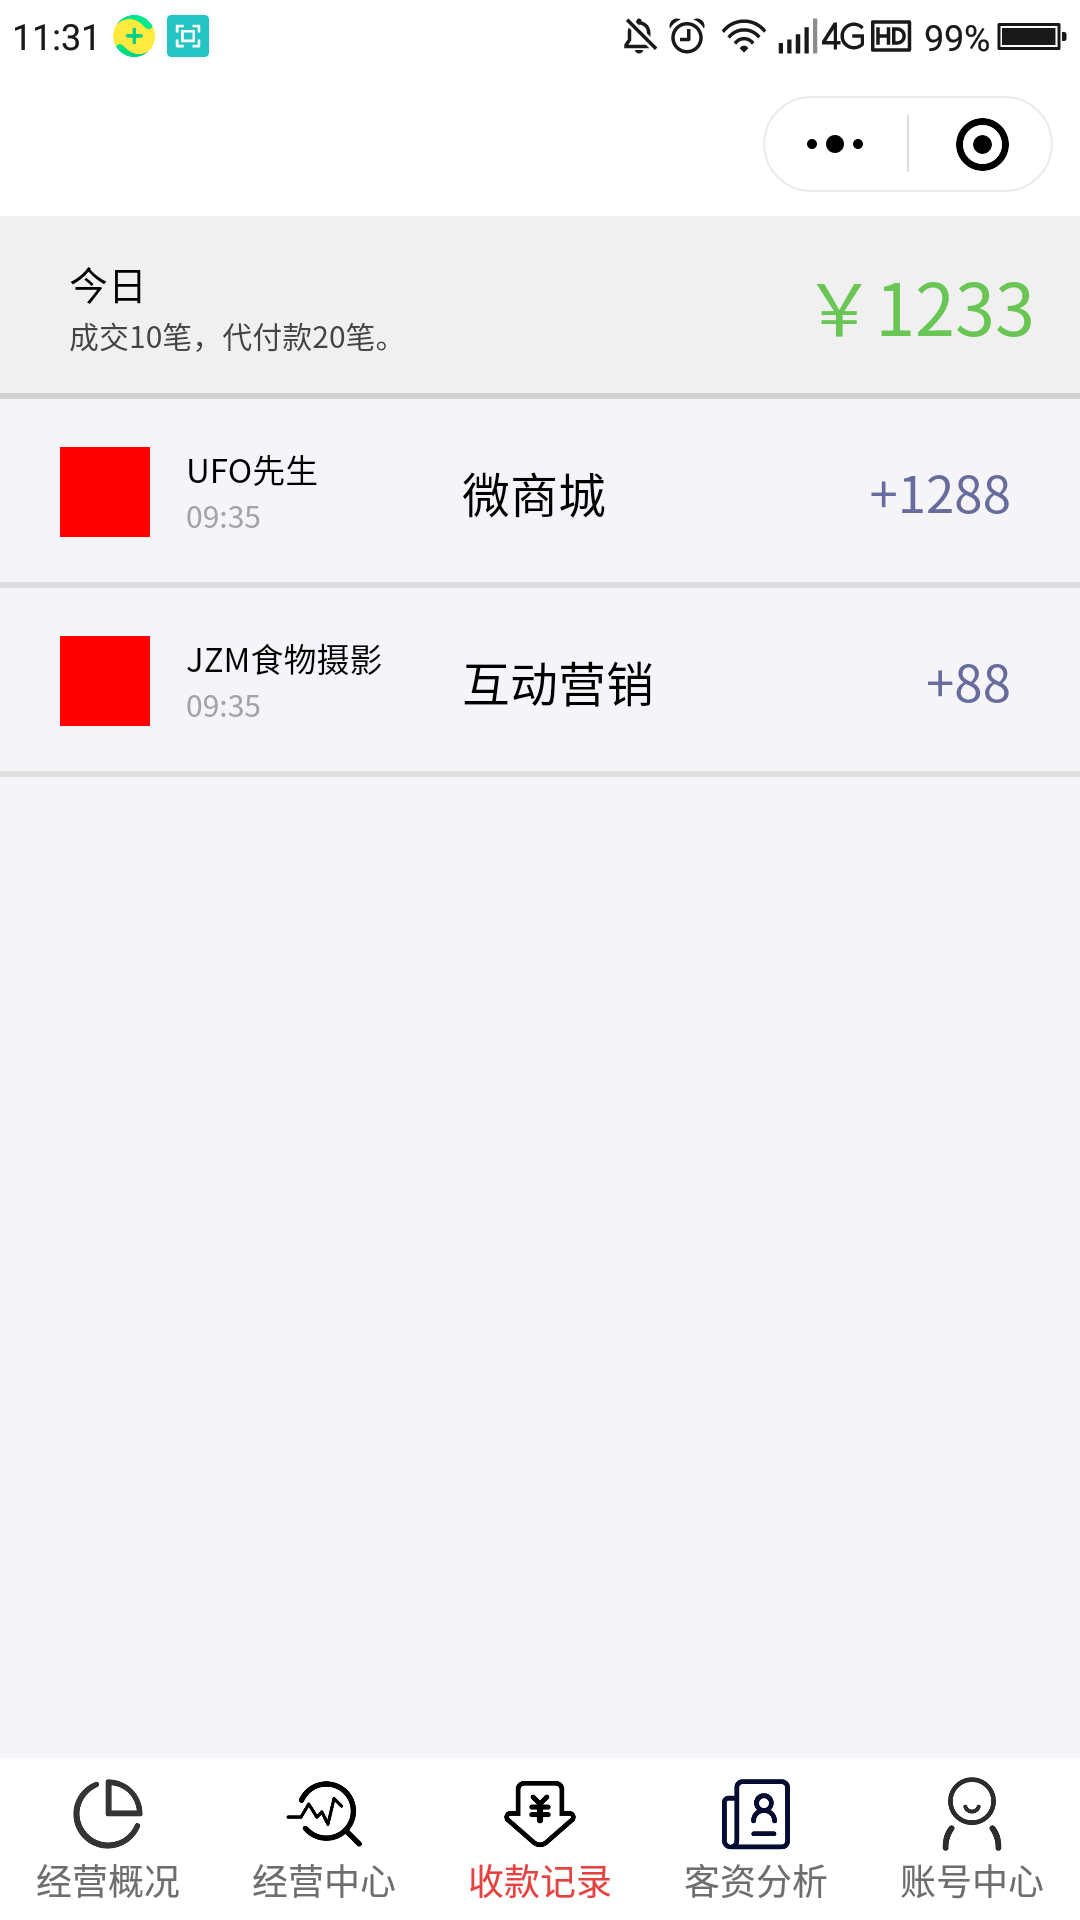 11:31 4G HD 99%
今日
成交10笔，代付款20笔。
￥1233
UFO先生
09:35
微商城
+1288
JZM食物摄影
09:35
互动营销
+88
经营概况 经营中心 收款记录 客资分析 账号中心